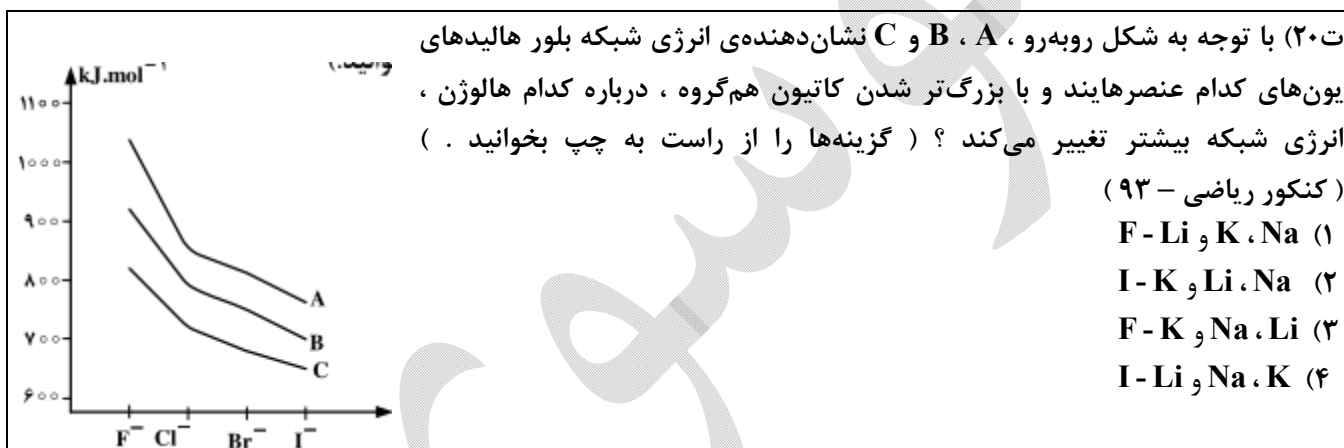 ت۲۰) با توجه به شکل روبه‌رو ، A ، B و C نشان‌دهنده‌ی انرژی شبکه بلور هالیدهای
یون‌های کدام عنصرهایند و با بزرگ‌تر شدن کاتیون هم‌گروه ، درباره کدام هالوژن ،
انرژی شبکه بیشتر تغییر می‌کند ؟ ( گزینه‌ها را از راست به چپ بخوانید . )
( کنکور ریاضی – ۹۳ )
۱) K ، Na و F - Li
۲) Li ، Na و I - K
۳) Na ، Li و F - K
۴) Na ، K و I - Li
kJ.mol⁻¹
۱۱۰۰
۱۰۰۰
۹۰۰
۸۰۰
۷۰۰
۶۰۰
A
B
C
F⁻ Cl⁻ Br⁻ I⁻